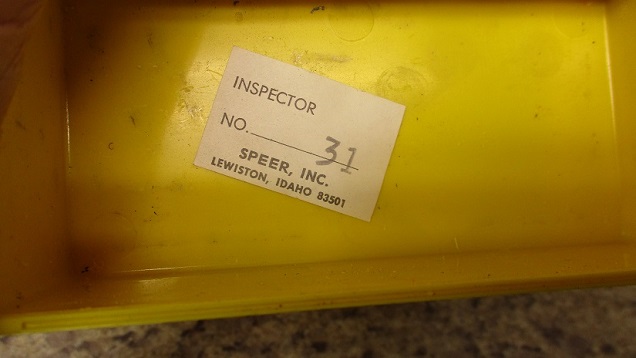 INSPECTOR
NO. 31
SPEER, INC.
LEWISTON, IDAHO 83501